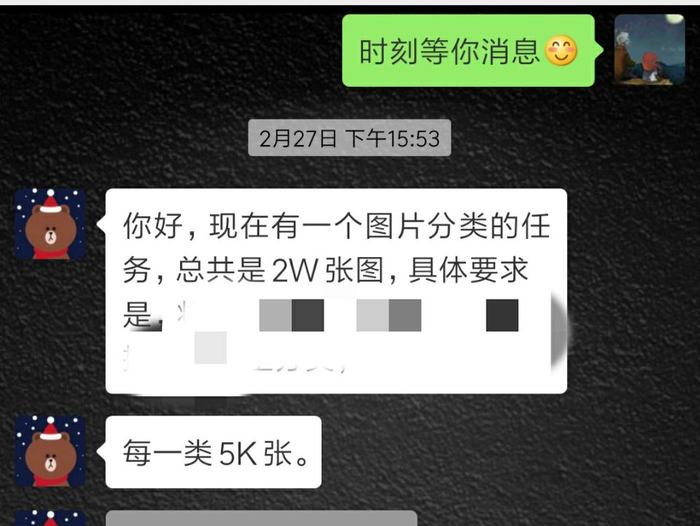 时刻等你消息😊
2月27日 下午15:53
你好，现在有一个图片分类的任
务，总共是2W张图，具体要求
是，
每一类5K张。